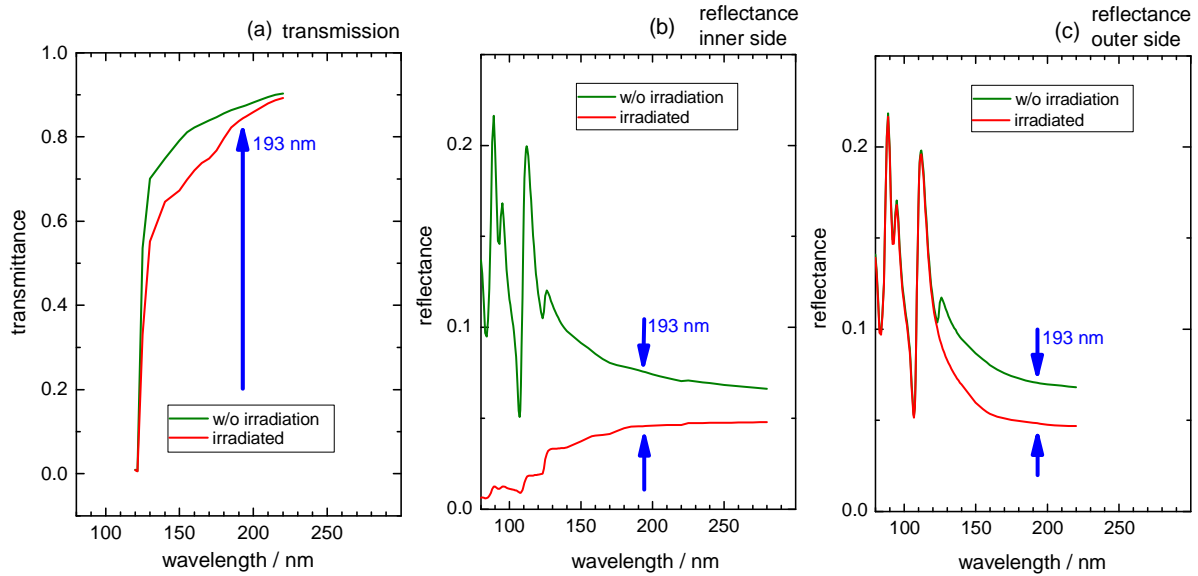 (a) transmission
1.0
0.8
0.6
0.4
0.2
0.0
transmittance
193 nm
w/o irradiation
irradiated
100 150 200 250
wavelength / nm
(b) reflectance
inner side
w/o irradiation
irradiated
0.2
0.1
0.0
reflectance
193 nm
100 150 200 250
wavelength / nm
(c) reflectance
outer side
w/o irradiation
irradiated
0.2
0.1
0.0
reflectance
193 nm
100 150 200 250
wavelength / nm